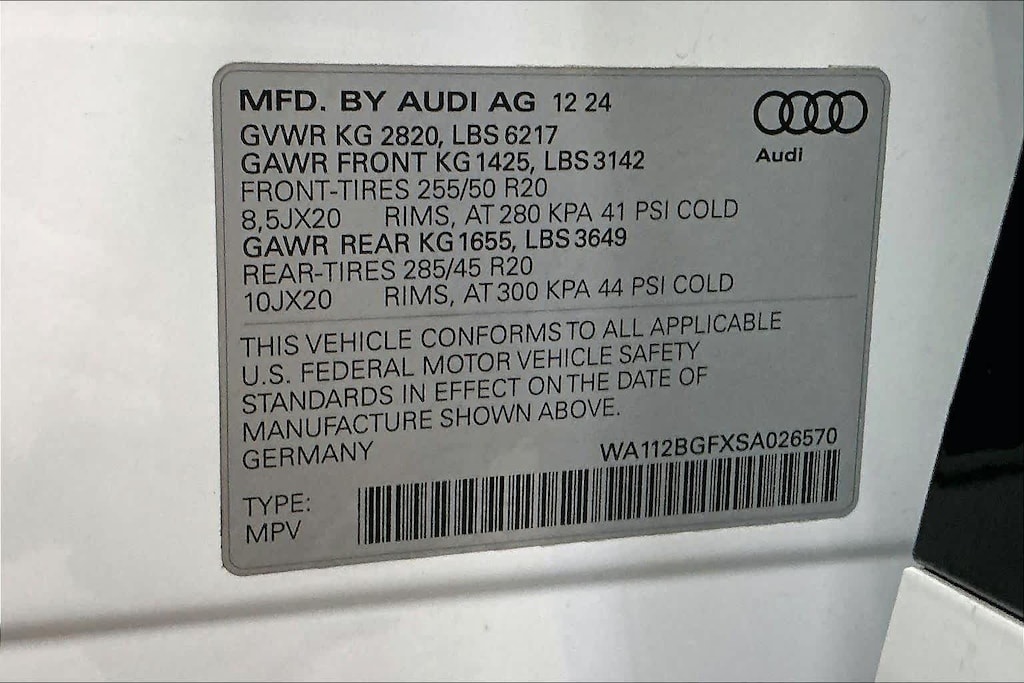 MFD. BY AUDI AG 12 24
GVWR KG 2820, LBS 6217
GAWR FRONT KG 1425, LBS 3142
FRONT-TIRES 255/50 R20
8,5JX20 RIMS, AT 280 KPA 41 PSI COLD
GAWR REAR KG 1655, LBS 3649
REAR-TIRES 285/45 R20
10JX20 RIMS, AT 300 KPA 44 PSI COLD
Audi
THIS VEHICLE CONFORMS TO ALL APPLICABLE
U.S. FEDERAL MOTOR VEHICLE SAFETY
STANDARDS IN EFFECT ON THE DATE OF
MANUFACTURE SHOWN ABOVE.
GERMANY
WA112BGFXSA026570
TYPE:
MPV